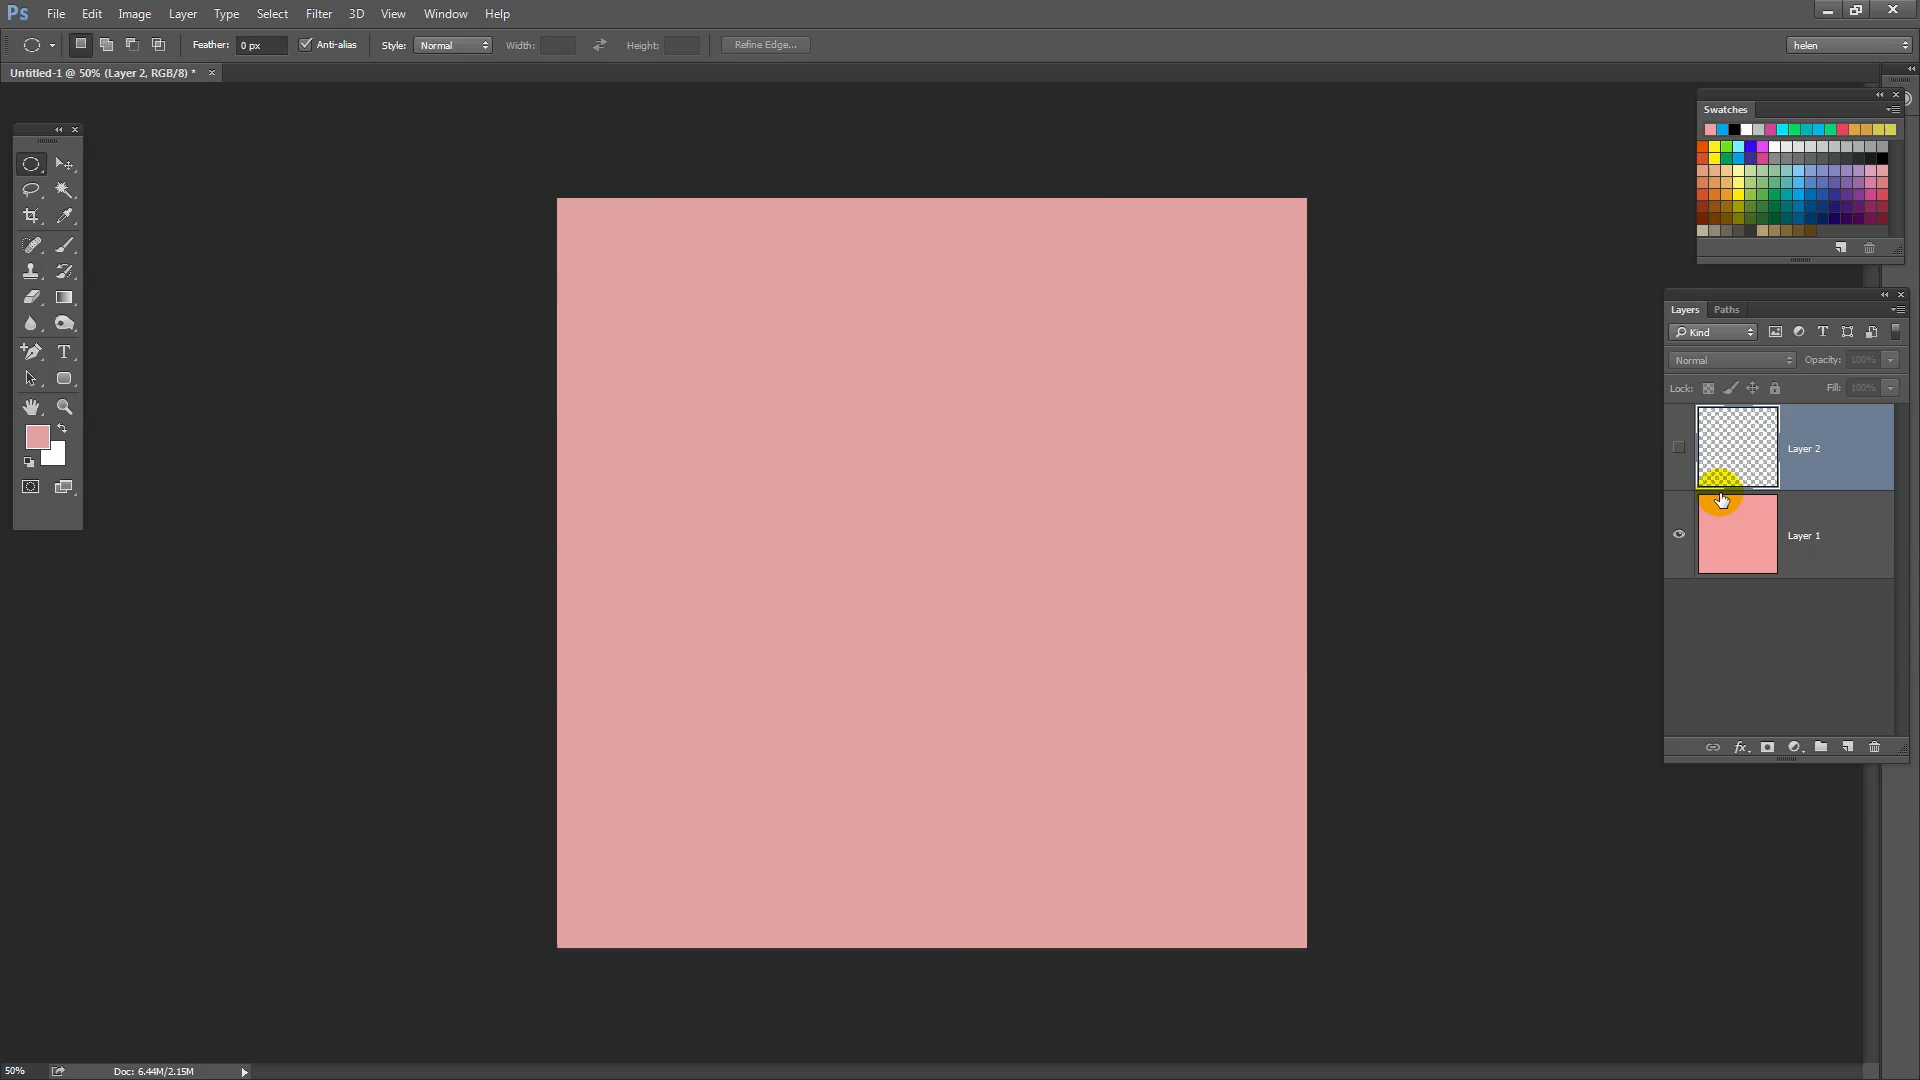 Ps File Edit Image Layer Type Select Filter 3D View Window Help
Feather: 0 px Anti-alias Style: Normal Width: Height: Refine Edge... helen
Untitled-1 @ 50% (Layer 2, RGB/8) * ×
Swatches
Layers Paths
Kind
Normal Opacity: 100%
Lock: Fill: 100%
Layer 2
Layer 1
fx
50% Doc: 6.44M/2.15M